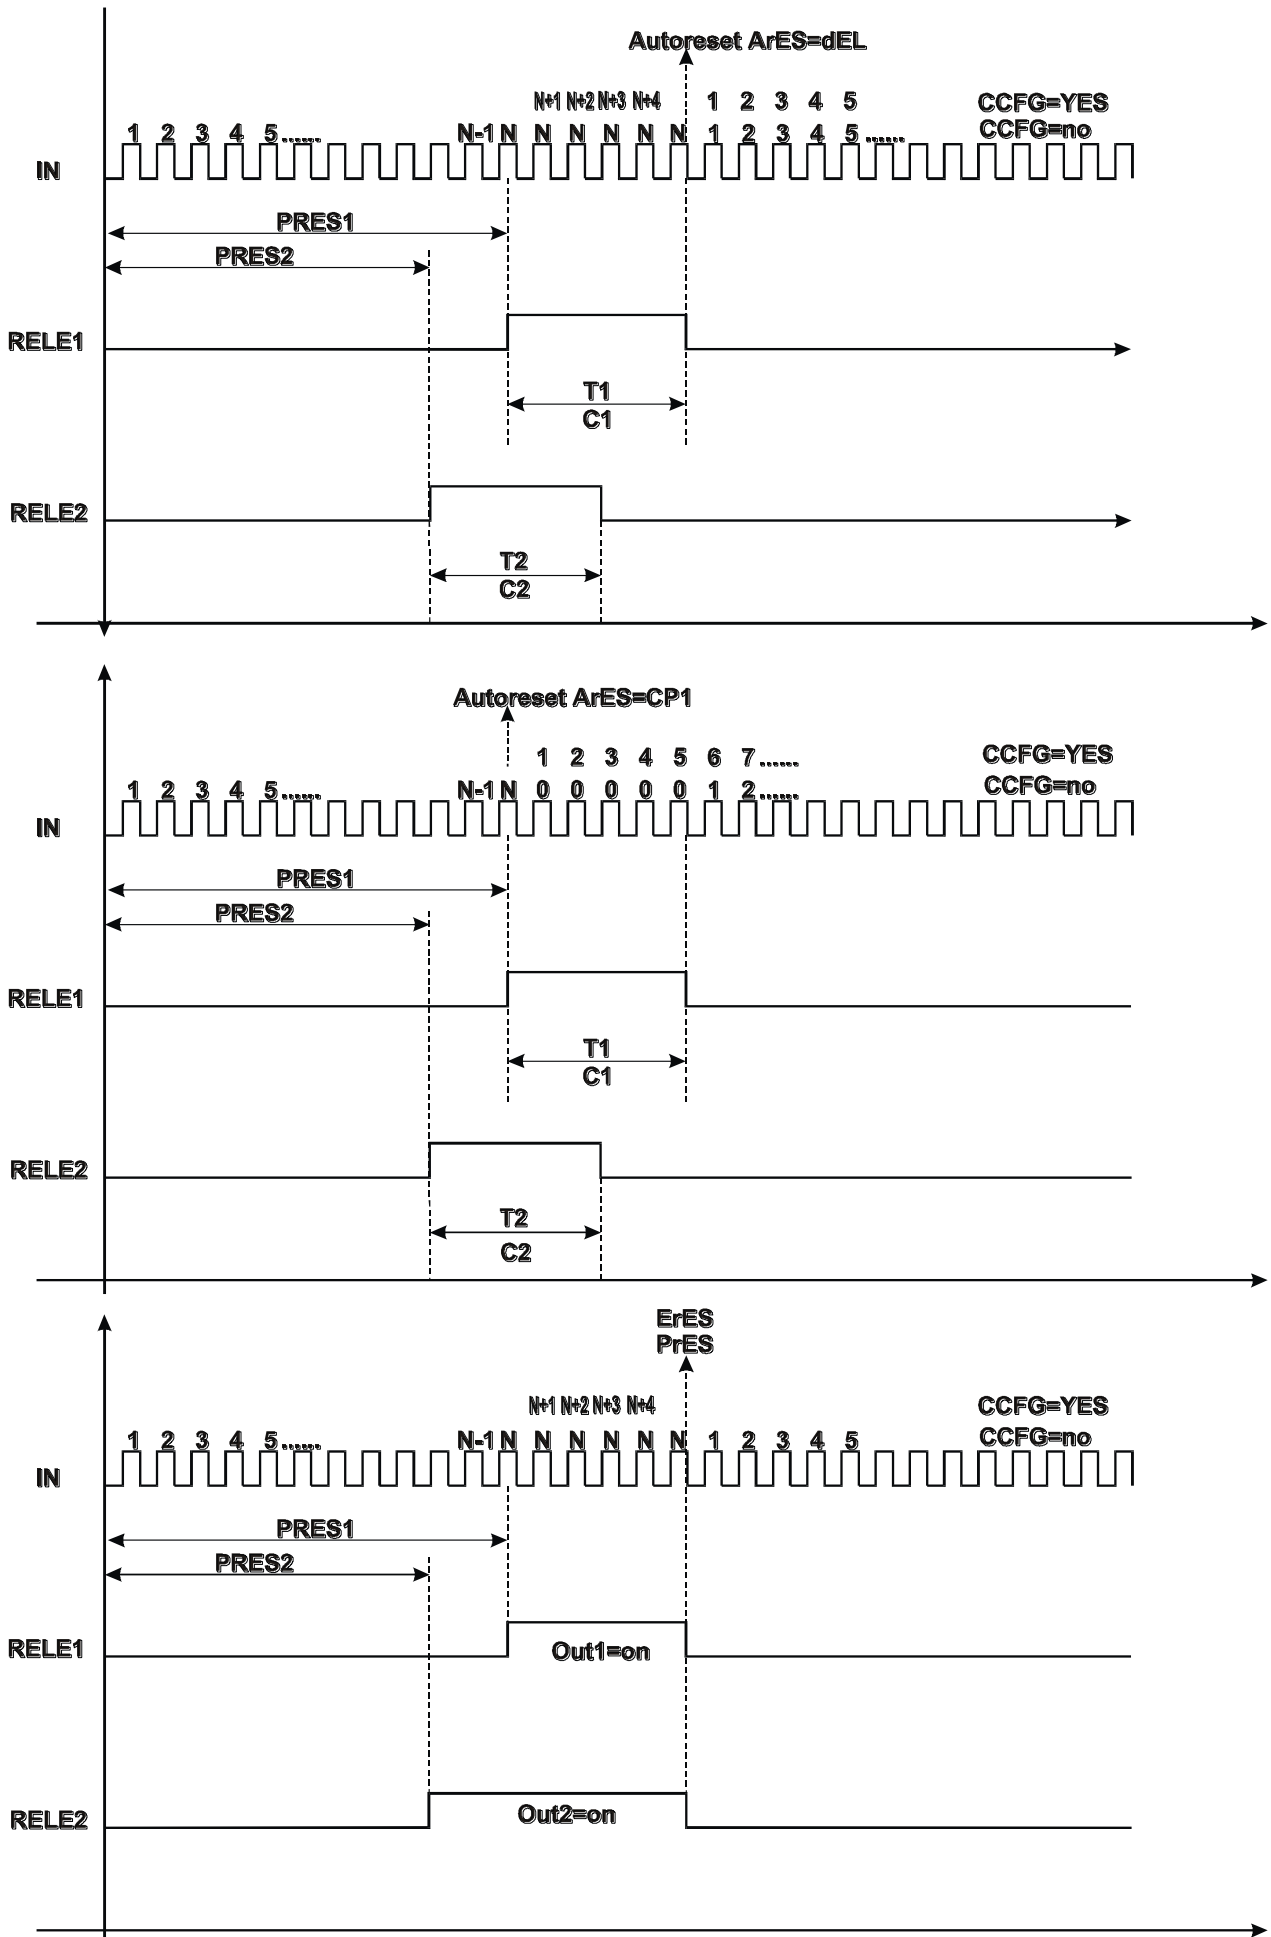 Autoreset ArES=dEL
N+1 N+2 N+3 N+4 1 2 3 4 5 CCFG=YES
1 2 3 4 5...... N-1 N N N N N N 1 2 3 4 5...... CCFG=no
IN
PRES1
PRES2
RELE1
T1
C1
RELE2
T2
C2
Autoreset ArES=CP1
1 2 3 4 5 6 7...... CCFG=YES
1 2 3 4 5...... N-1 N 0 0 0 0 0 1 2...... CCFG=no
IN
PRES1
PRES2
RELE1
T1
C1
RELE2
T2
C2
ErES
PrES
N+1 N+2 N+3 N+4 CCFG=YES
1 2 3 4 5...... N-1 N N N N N N 1 2 3 4 5 CCFG=no
IN
PRES1
PRES2
RELE1
Out1=on
RELE2
Out2=on